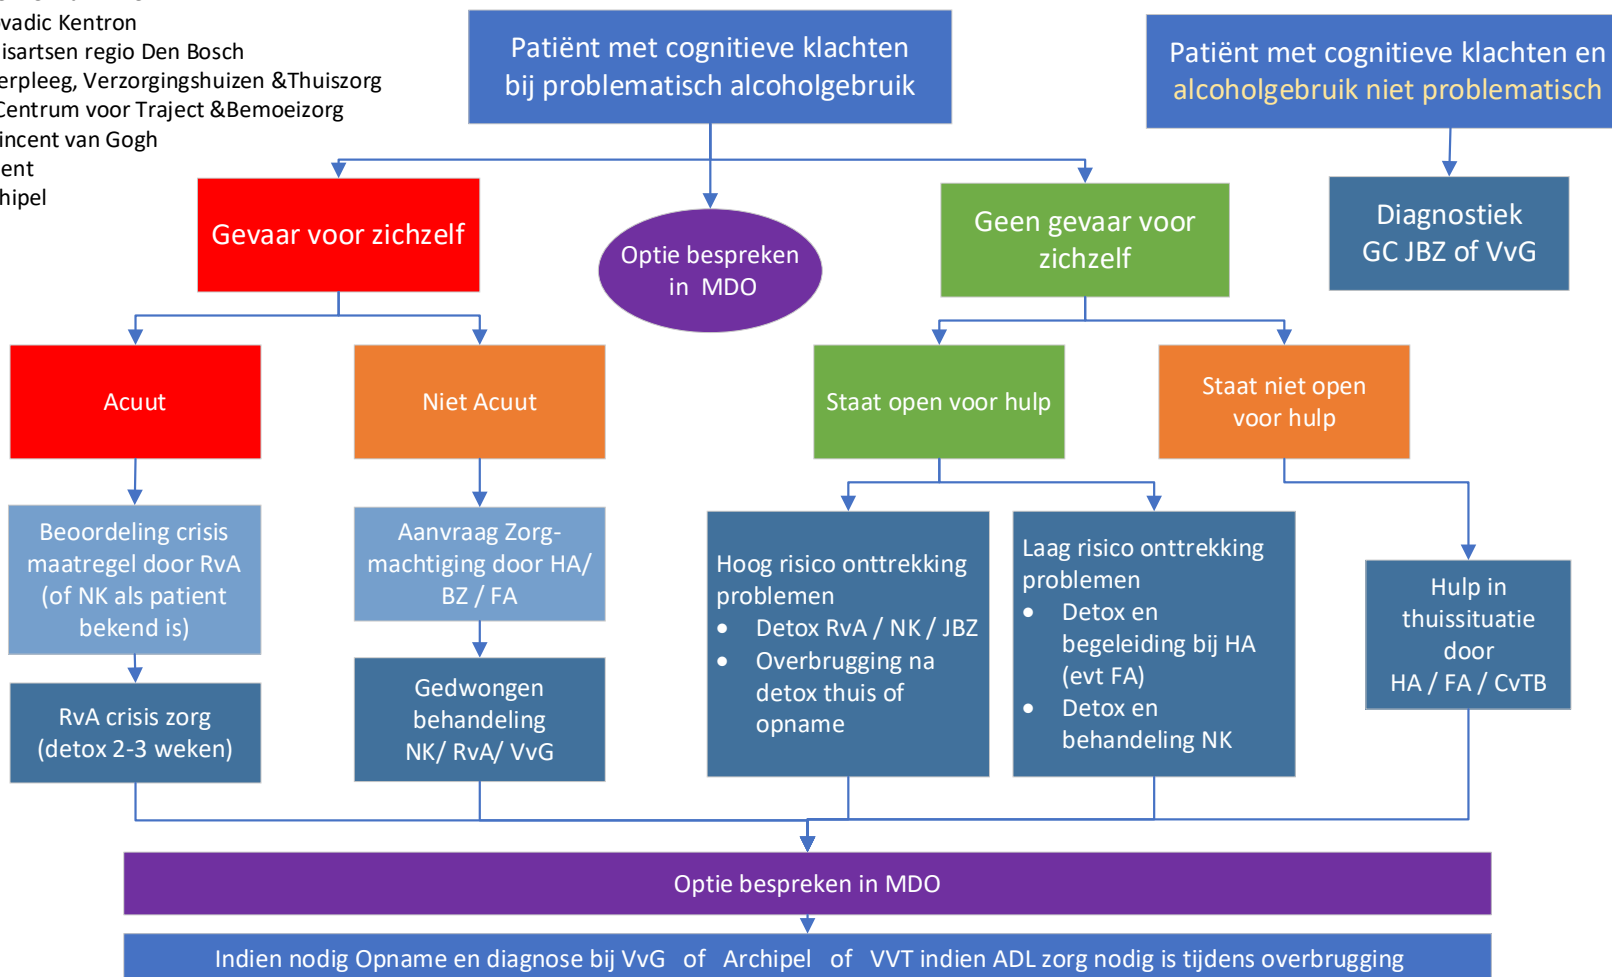 vadic Kentron
isartsen regio Den Bosch
erpleeg, Verzorgingshuizen &Thuiszorg
Centrum voor Traject &Bemoeizorg
incent van Gogh
ent
hipel
Patiënt met cognitieve klachten
bij problematisch alcoholgebruik
Patiënt met cognitieve klachten en
alcoholgebruik niet problematisch
Gevaar voor zichzelf
Optie bespreken
in MDO
Geen gevaar voor
zichzelf
Diagnostiek
GC JBZ of VvG
Acuut
Niet Acuut
Staat open voor hulp
Staat niet open
voor hulp
Beoordeling crisis
maatregel door RvA
(of NK als patient
bekend is)
Aanvraag Zorg-
machtiging door HA/
BZ / FA
Hoog risico onttrekking
problemen
• Detox RvA / NK / JBZ
• Overbrugging na
detox thuis of
opname
Laag risico onttrekking
problemen
• Detox en
begeleiding bij HA
(evt FA)
• Detox en
behandeling NK
Hulp in
thuissituatie
door
HA / FA / CvTB
RvA crisis zorg
(detox 2-3 weken)
Gedwongen
behandeling
NK/ RvA/ VvG
Optie bespreken in MDO
Indien nodig Opname en diagnose bij VvG of Archipel of VVT indien ADL zorg nodig is tijdens overbrugging